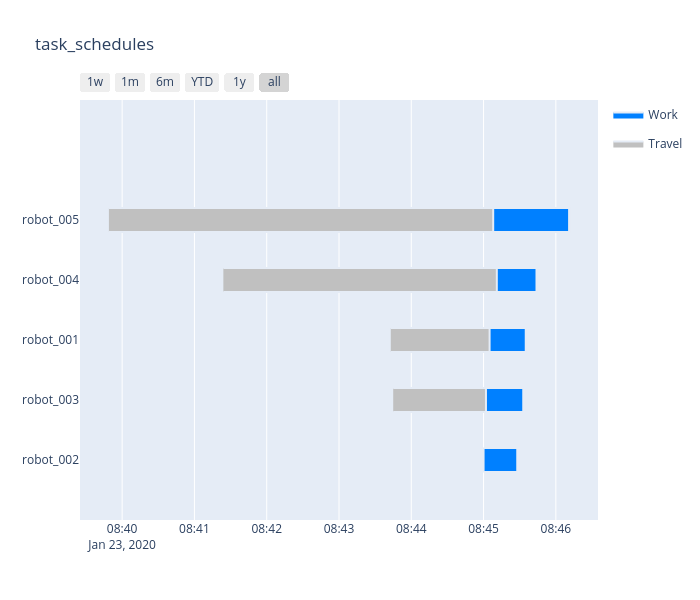 task_schedules
1w 1m 6m YTD 1y all
Work
Travel
robot_005
robot_004
robot_001
robot_003
robot_002
08:40 08:41 08:42 08:43 08:44 08:45 08:46
Jan 23, 2020